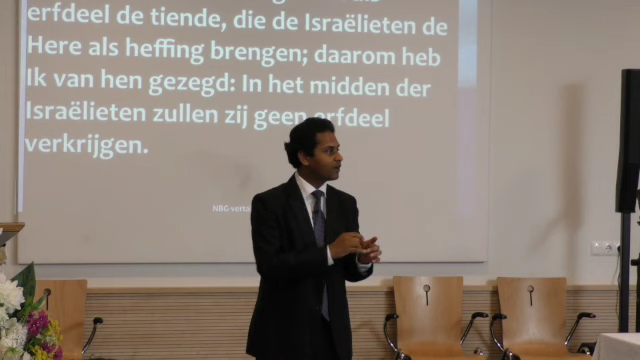 erfdeel de tiende, die de Israëlieten de
Here als heffing brengen; daarom heb
Ik van hen gezegd: In het midden der
Israëlieten zullen zij geen erfdeel
verkrijgen.
NBG